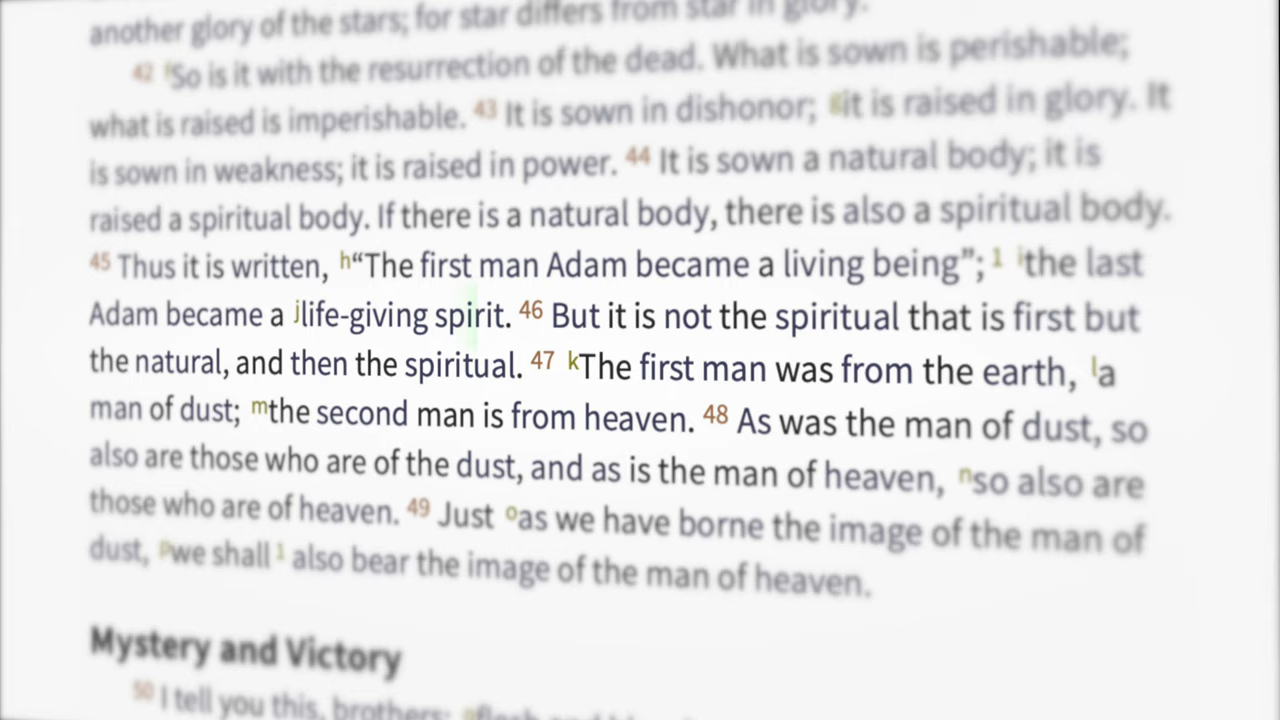 another glory of the stars; for star differs from star in glory.
42 fSo is it with the resurrection of the dead. What is sown is perishable;
what is raised is imperishable. 43 It is sown in dishonor; git is raised in glory. It
is sown in weakness; it is raised in power. 44 It is sown a natural body; it is
raised a spiritual body. If there is a natural body, there is also a spiritual body.
45 Thus it is written, h“The first man Adam became a living being”; 1 ithe last
Adam became a jlife-giving spirit. 46 But it is not the spiritual that is first but
the natural, and then the spiritual. 47 kThe first man was from the earth, la
man of dust; mthe second man is from heaven. 48 As was the man of dust, so
also are those who are of the dust, and as is the man of heaven, nso also are
those who are of heaven. 49 Just oas we have borne the image of the man of
dust, pwe shall 1 also bear the image of the man of heaven.
Mystery and Victory
50 I tell you this, brothers: